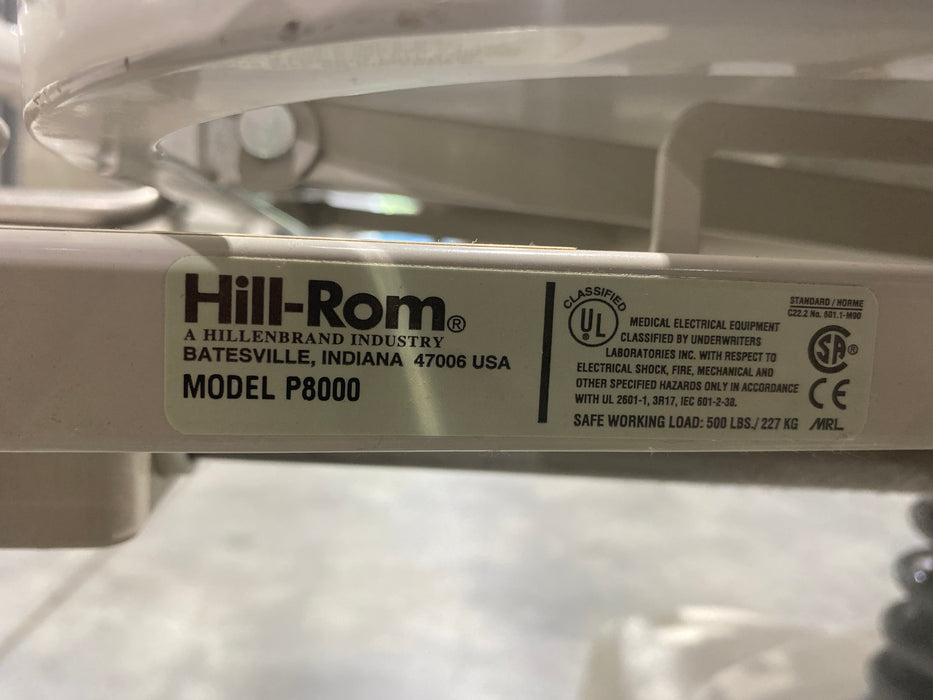 Hill-Rom®
A HILLENBRAND INDUSTRY
BATESVILLE, INDIANA 47006 USA
MODEL P8000
CLASSIFIED
UL
®
MEDICAL ELECTRICAL EQUIPMENT
CLASSIFIED BY UNDERWRITERS
LABORATORIES INC. WITH RESPECT TO
ELECTRICAL SHOCK, FIRE, MECHANICAL AND
OTHER SPECIFIED HAZARDS ONLY IN ACCORDANCE
WITH UL 2601-1, 3R17, IEC 601-2-38.
SAFE WORKING LOAD: 500 LBS./ 227 KG
STANDARD / NORME
C22.2 No. 601.1-M90
SA®
CE
MRL